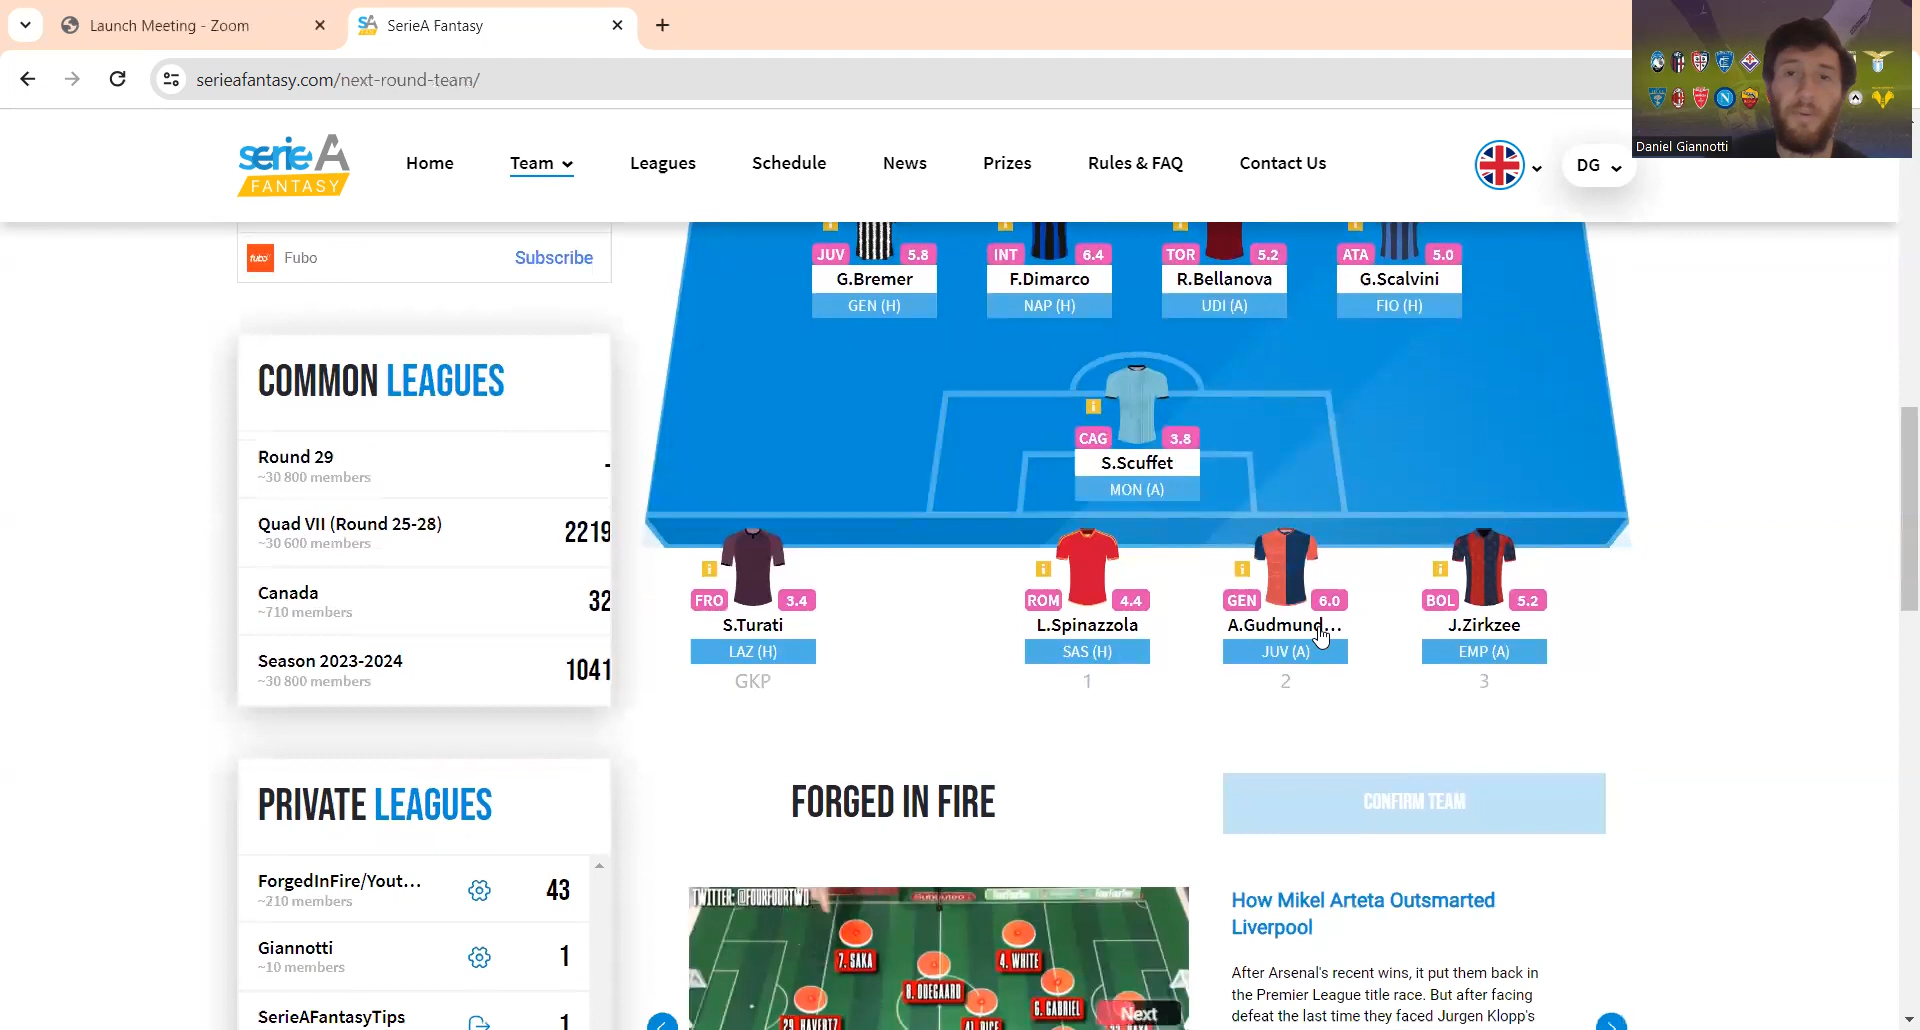 Launch Meeting - Zoom
SerieA Fantasy
serieafantasy.com/next-round-team/
Daniel Giannotti
serie A
FANTASY
Home
Team
Leagues
Schedule
News
Prizes
Rules & FAQ
Contact Us
DG
fubo
Fubo
Subscribe
COMMON LEAGUES
Round 29
~30 800 members
-
Quad VII (Round 25-28)
~30 600 members
2219
Canada
~710 members
32
Season 2023-2024
~30 800 members
1041
PRIVATE LEAGUES
ForgedInFire/Yout...
~210 members
43
Giannotti
~10 members
1
SerieAFantasyTips
1
JUV 5.8
G.Bremer
GEN (H)
INT 6.4
F.Dimarco
NAP (H)
TOR 5.2
R.Bellanova
UDI (A)
ATA 5.0
G.Scalvini
FIO (H)
CAG 3.8
S.Scuffet
MON (A)
FRO 3.4
S.Turati
LAZ (H)
GKP
ROM 4.4
L.Spinazzola
SAS (H)
1
GEN 6.0
A.Gudmund...
JUV (A)
2
BOL 5.2
J.Zirkzee
EMP (A)
3
FORGED IN FIRE
CONFIRM TEAM
TWITTER: @FOURFOURTWO
7. SAKA
4. WHITE
8. ODEGAARD
6. GABRIEL
29. HAVERTZ
41. RICE
Next
How Mikel Arteta Outsmarted
Liverpool
After Arsenal's recent wins, it put them back in
the Premier League title race. But after facing
defeat the last time they faced Jurgen Klopp's